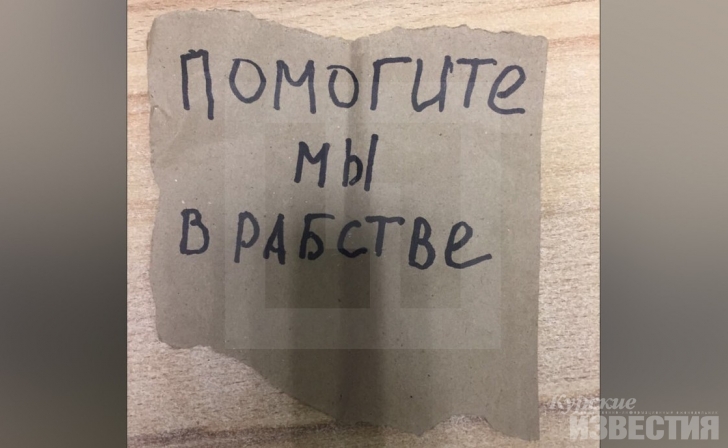 ПОМОГИТЕ
МЫ
В РАБСТВЕ
Курские
ИЗВЕСТИЯ